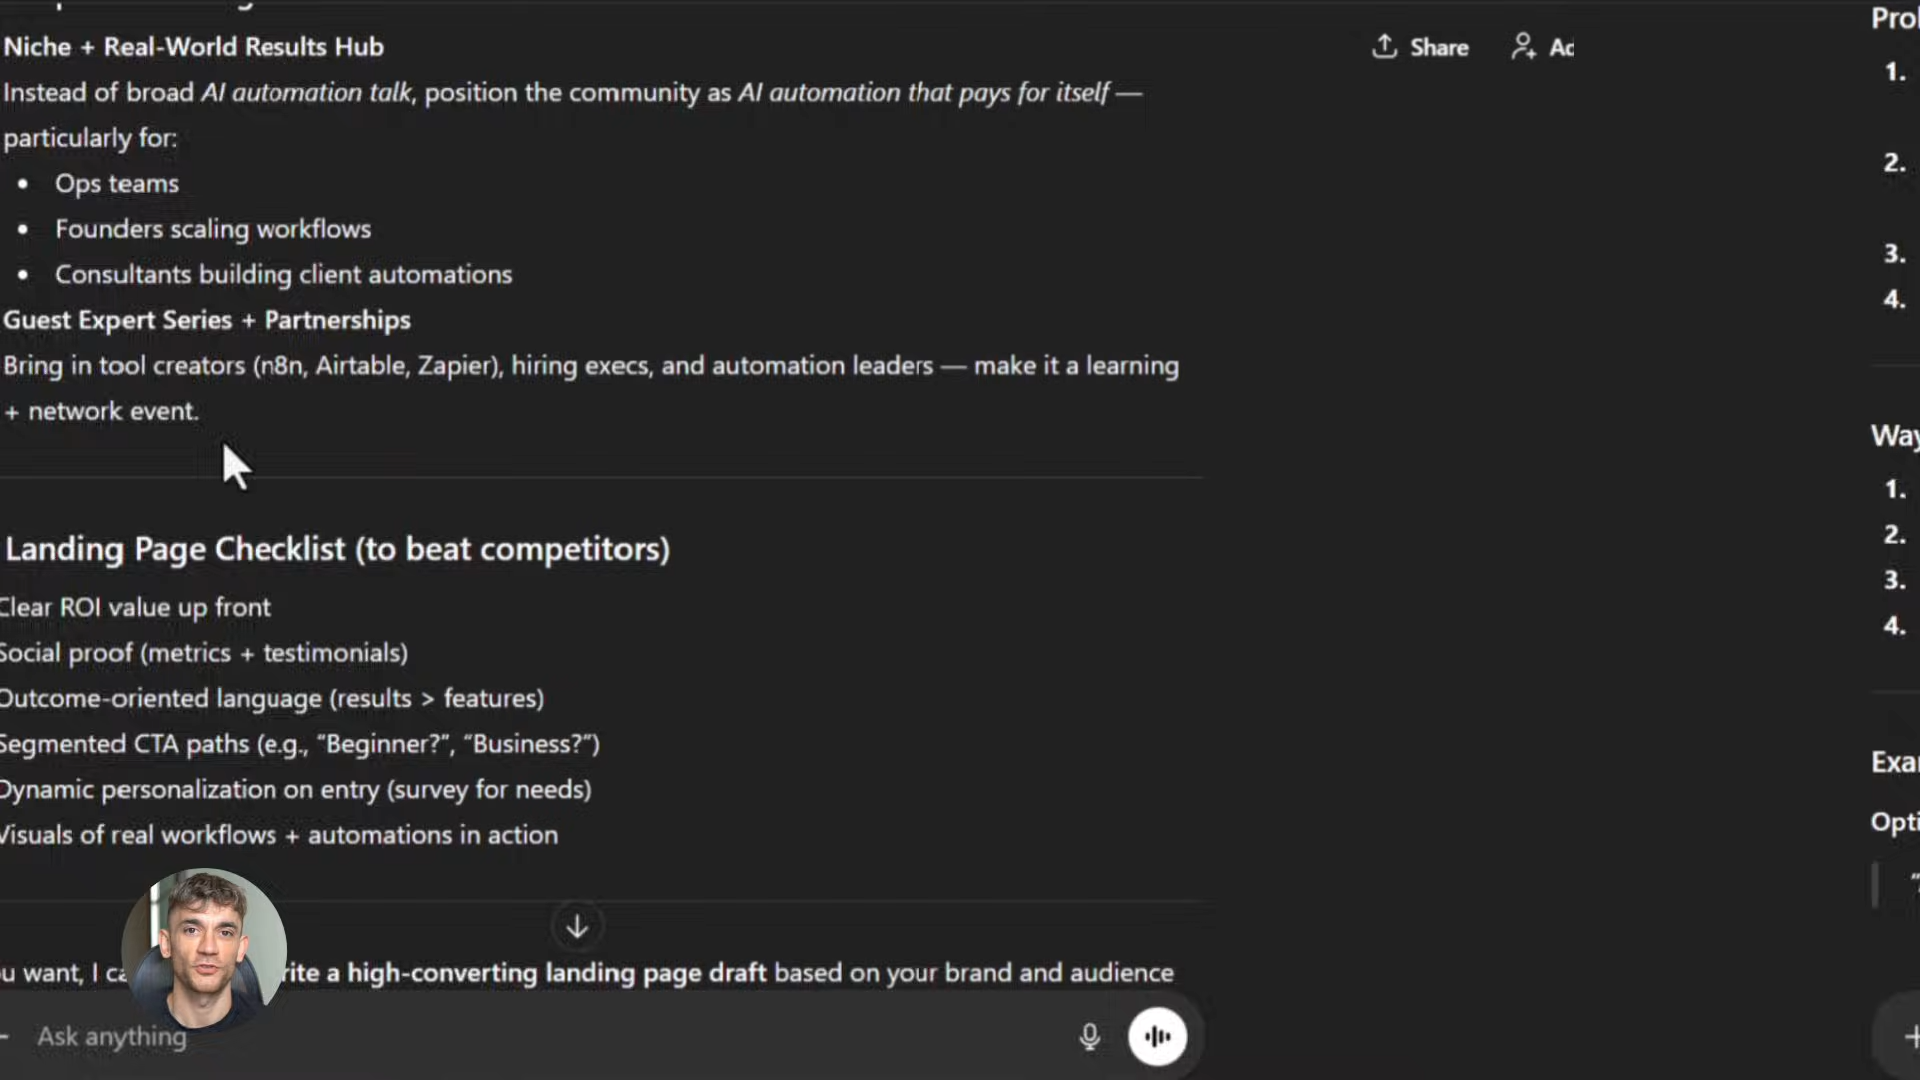 Niche + Real-World Results Hub
Share
Instead of broad AI automation talk, position the community as AI automation that pays for itself —
particularly for:
• Ops teams
• Founders scaling workflows
• Consultants building client automations
Guest Expert Series + Partnerships
Bring in tool creators (n8n, Airtable, Zapier), hiring execs, and automation leaders — make it a learning
+ network event.
Landing Page Checklist (to beat competitors)
Clear ROI value up front
Social proof (metrics + testimonials)
Outcome-oriented language (results > features)
Segmented CTA paths (e.g., “Beginner?”, “Business?”)
Dynamic personalization on entry (survey for needs)
Visuals of real workflows + automations in action
u want, I ca
rite a high-converting landing page draft based on your brand and audience
Ask anything
1.
2.
3.
4.
Way
1.
2.
3.
4.
Exa
Opti